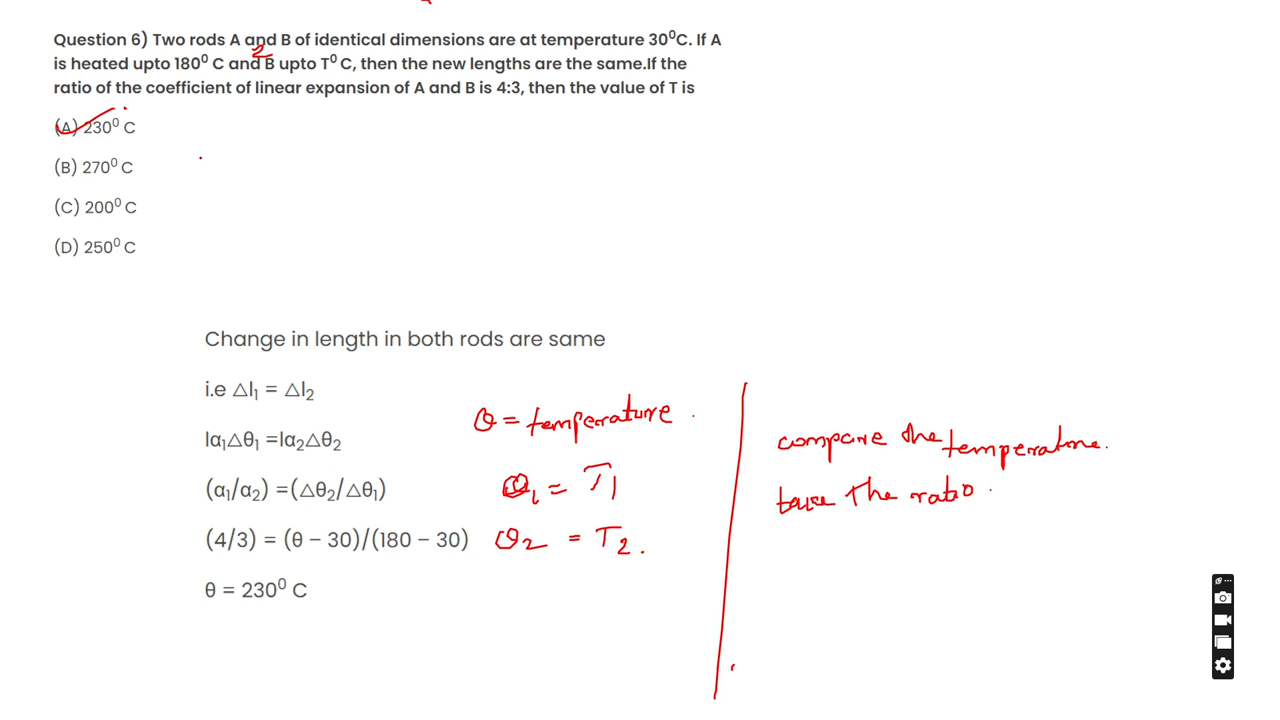 Question 6) Two rods A and B of identical dimensions are at temperature 30⁰C. If A
2
is heated upto 180⁰ C and B upto T⁰ C, then the new lengths are the same.If the
ratio of the coefficient of linear expansion of A and B is 4:3, then the value of T is
(A) 230⁰ C
(B) 270⁰ C
(C) 200⁰ C
(D) 250⁰ C
Change in length in both rods are same
i.e △l₁ = △l₂
lα₁△θ₁ =lα₂△θ₂
(α₁/α₂) =(△θ₂/△θ₁)
(4/3) = (θ − 30)/(180 − 30)
θ = 230⁰ C
θ = temperature.
θ₁ = T₁
θ₂ = T₂.
compare the temperature.
take the ratio.